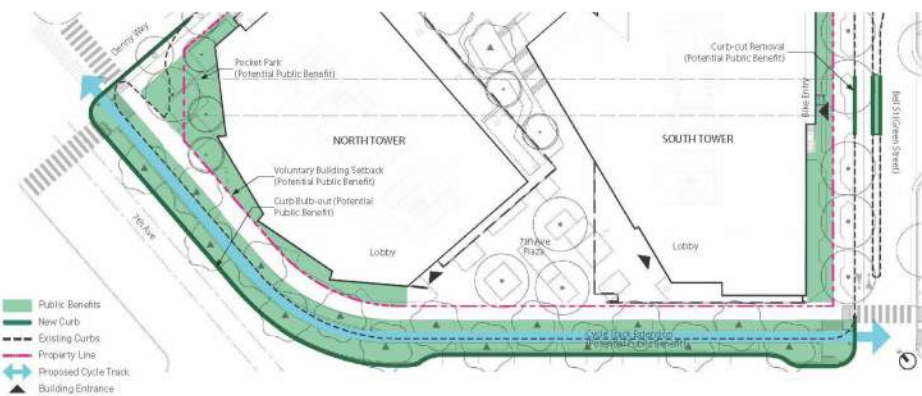 Denny Way
Pocket Park
(Potential Public Benefit)
Curb-cut Removal
(Potential Public Benefit)
Bike Entry
Bell St (Green Street)
NORTH TOWER
SOUTH TOWER
Voluntary Building Setback
(Potential Public Benefit)
Curb Bulb-out (Potential
Public Benefit)
7th Ave
Lobby
7th Ave
Plaza
Lobby
Cycle Track Extension
(Potential Public Benefit)
Public Benefits
New Curb
Existing Curbs
Property Line
Proposed Cycle Track
Building Entrance